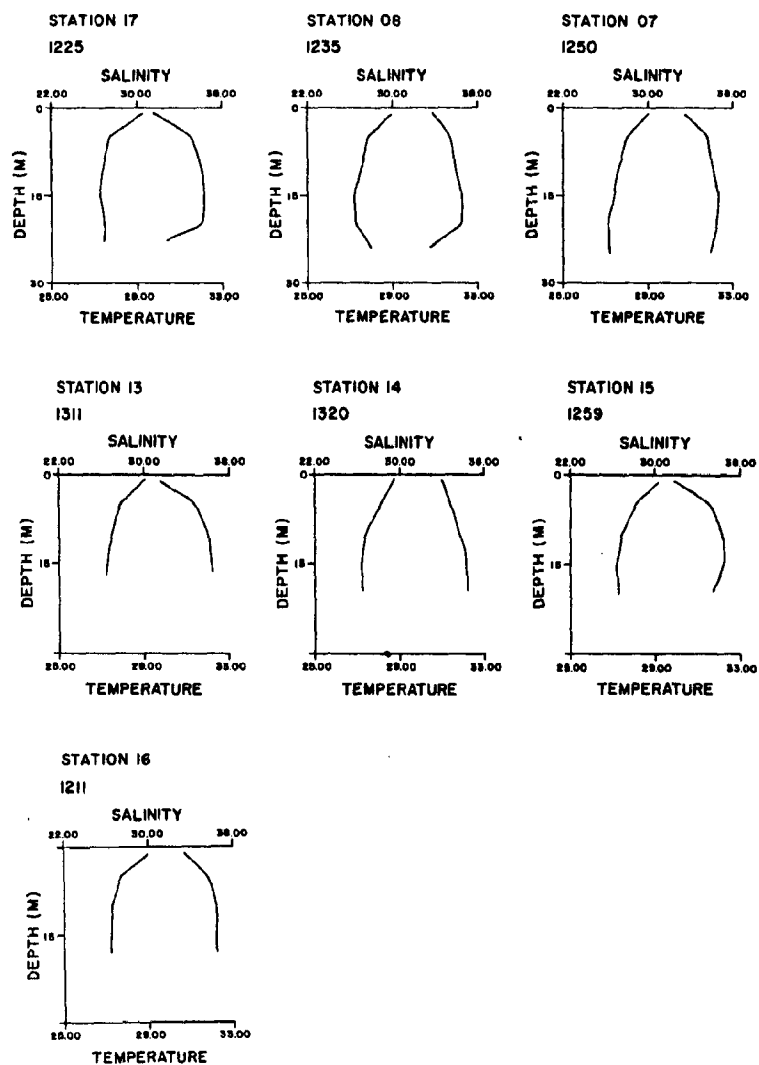 STATION 17 STATION 08 STATION 07
1225 1235 1250
SALINITY SALINITY SALINITY
22.00 30.00 38.00 22.00 30.00 38.00 22.00 30.00 38.00
0 0 0
DEPTH (M) DEPTH (M) DEPTH (M)
15 15 15
30 30 30
25.00 29.00 33.00 25.00 29.00 33.00 25.00 29.00 33.00
TEMPERATURE TEMPERATURE TEMPERATURE
STATION 13 STATION 14 STATION 15
1311 1320 1259
SALINITY SALINITY SALINITY
22.00 30.00 38.00 22.00 30.00 38.00 22.00 30.00 38.00
0 0 0
DEPTH (M) DEPTH (M) DEPTH (M)
15 15 15
25.00 29.00 33.00 25.00 29.00 33.00 25.00 29.00 33.00
TEMPERATURE TEMPERATURE TEMPERATURE
STATION 16
1211
SALINITY
22.00 30.00 38.00
DEPTH (M)
15
25.00 29.00 33.00
TEMPERATURE